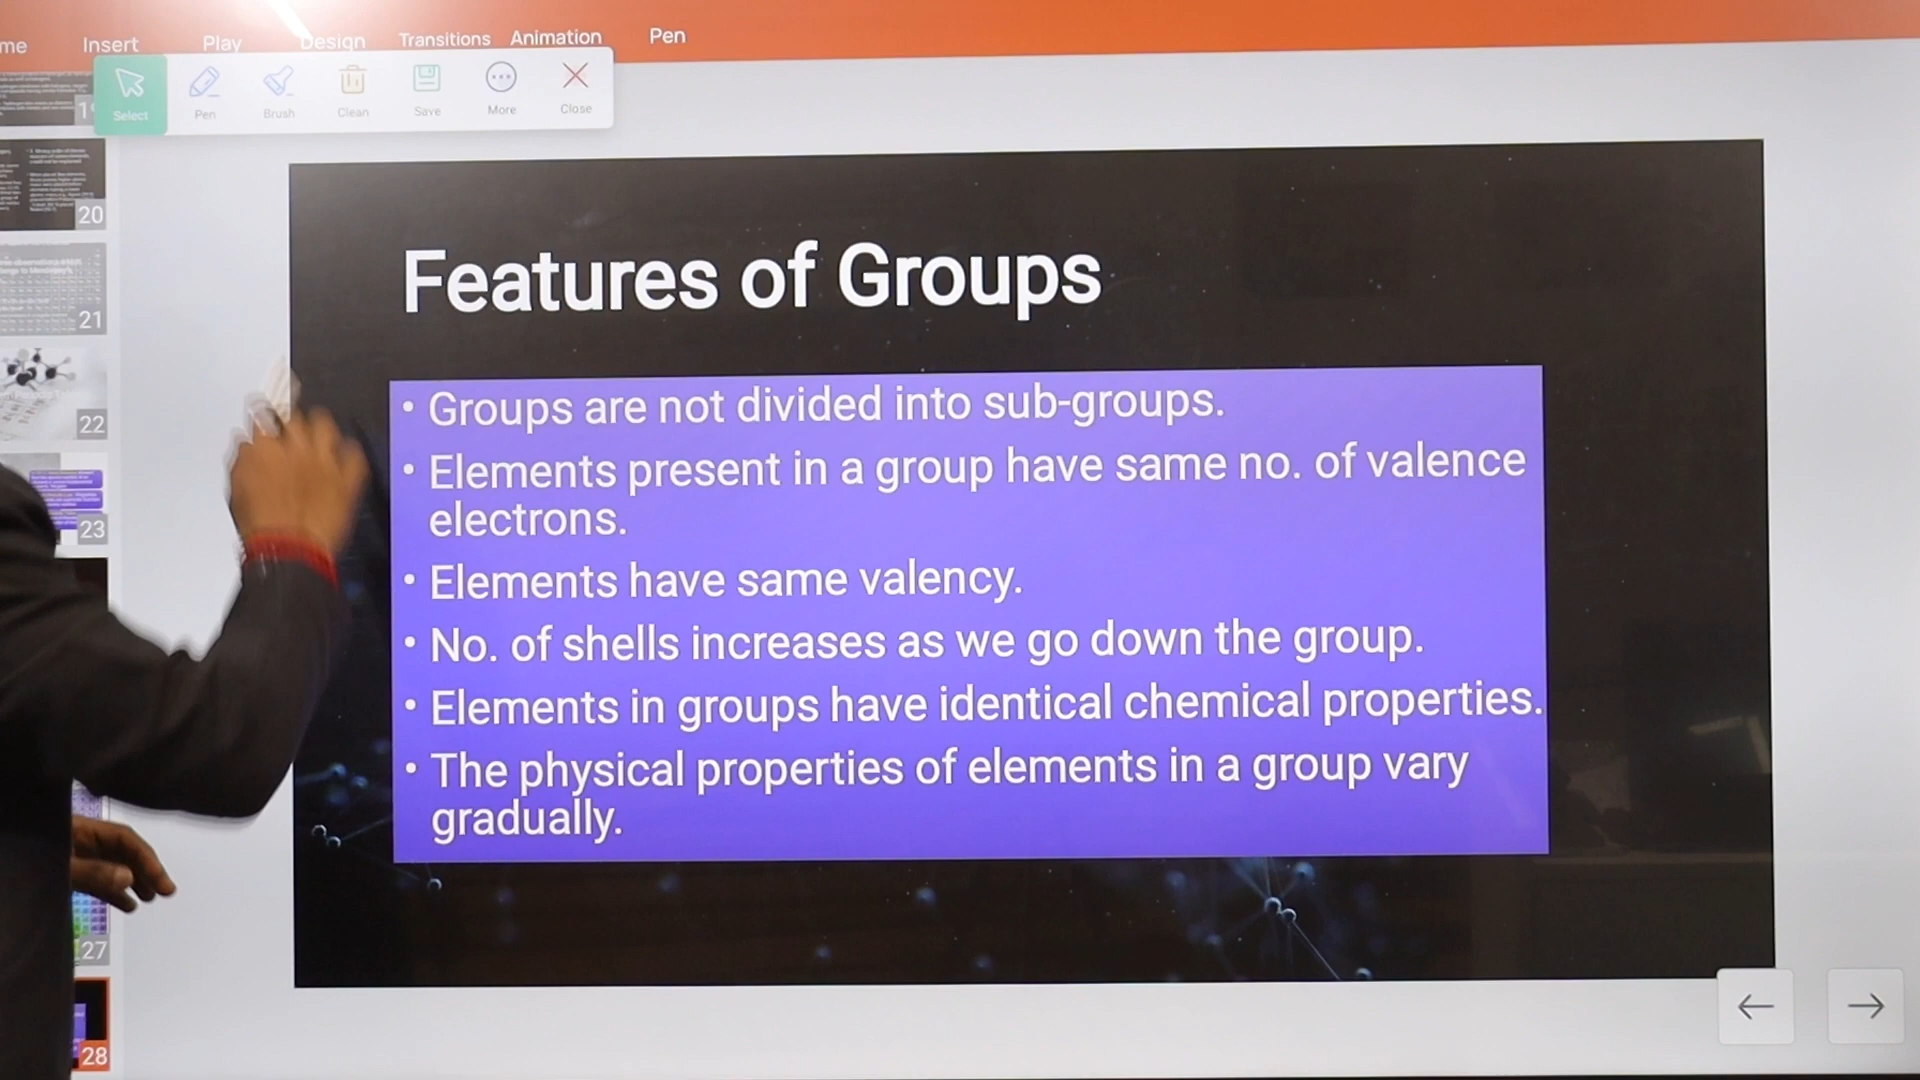 me Insert Play Design Transitions Animation Pen
Select Pen Brush Clean Save More Close
20
21
22
23
27
28
Features of Groups
• Groups are not divided into sub-groups.
• Elements present in a group have same no. of valence
electrons.
• Elements have same valency.
• No. of shells increases as we go down the group.
• Elements in groups have identical chemical properties.
• The physical properties of elements in a group vary
gradually.